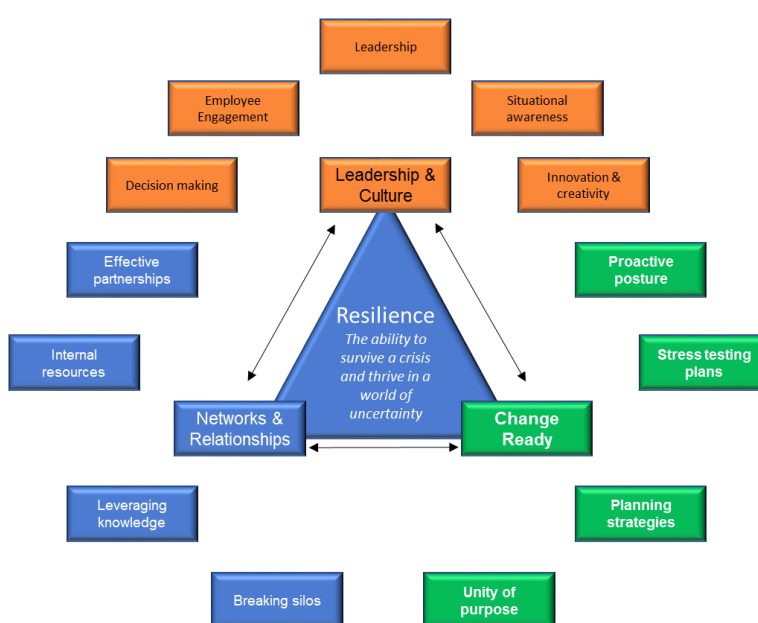 Leadership
Employee
Engagement
Situational
awareness
Decision making
Leadership &
Culture
Innovation &
creativity
Effective
partnerships
Proactive
posture
Internal
resources
Resilience
The ability to
survive a crisis
and thrive in a
world of
uncertainty
Stress testing
plans
Networks &
Relationships
Change
Ready
Leveraging
knowledge
Planning
strategies
Breaking silos
Unity of
purpose